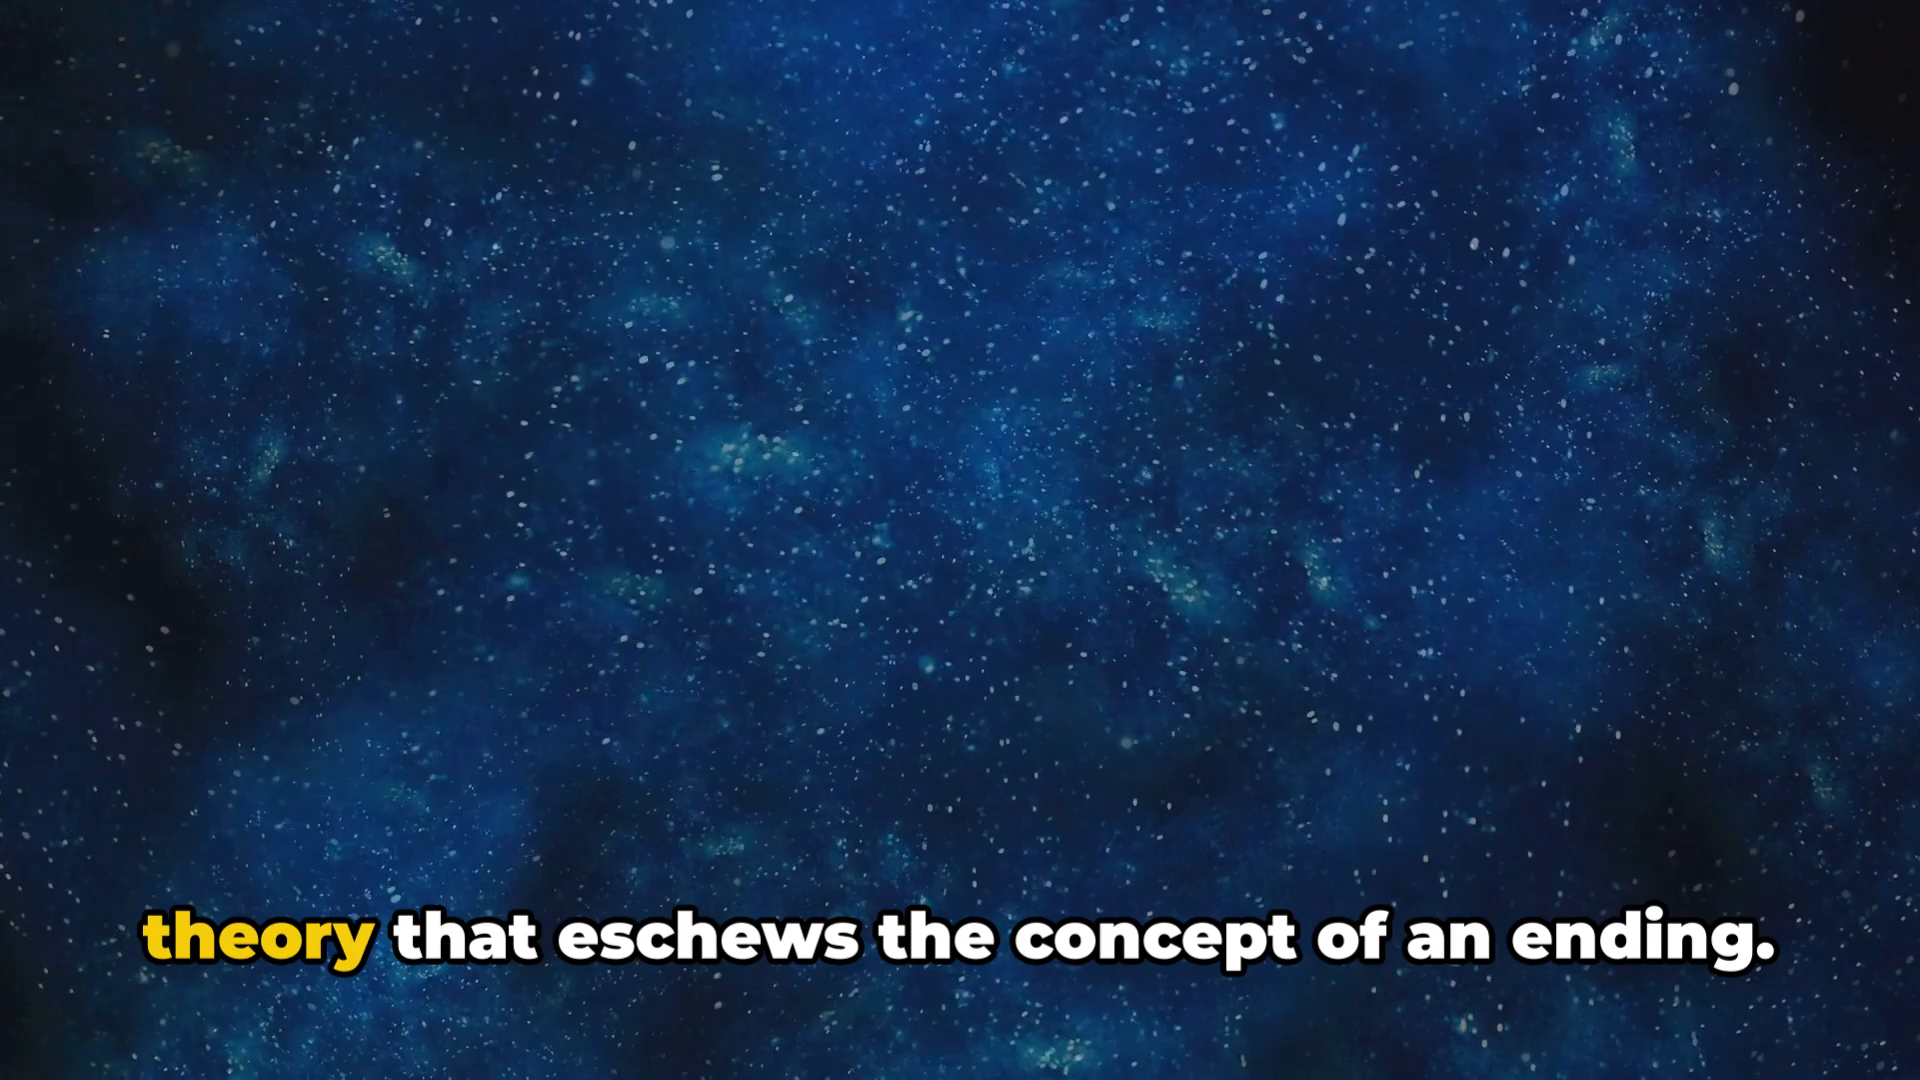 theory that eschews the concept of an ending.